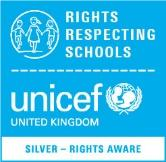 RIGHTS
RESPECTING
SCHOOLS
unicef
UNITED KINGDOM
SILVER – RIGHTS AWARE